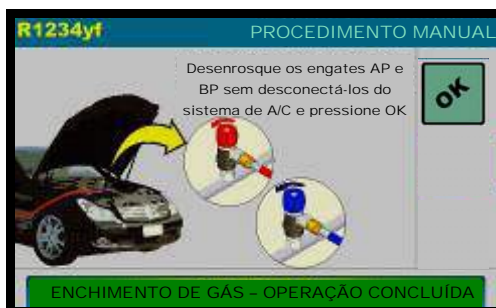 R1234yf
PROCEDIMENTO MANUAL
Desenrosque os engates AP e
BP sem desconectá-los do
sistema de A/C e pressione OK
OK
ENCHIMENTO DE GÁS – OPERAÇÃO CONCLUÍDA